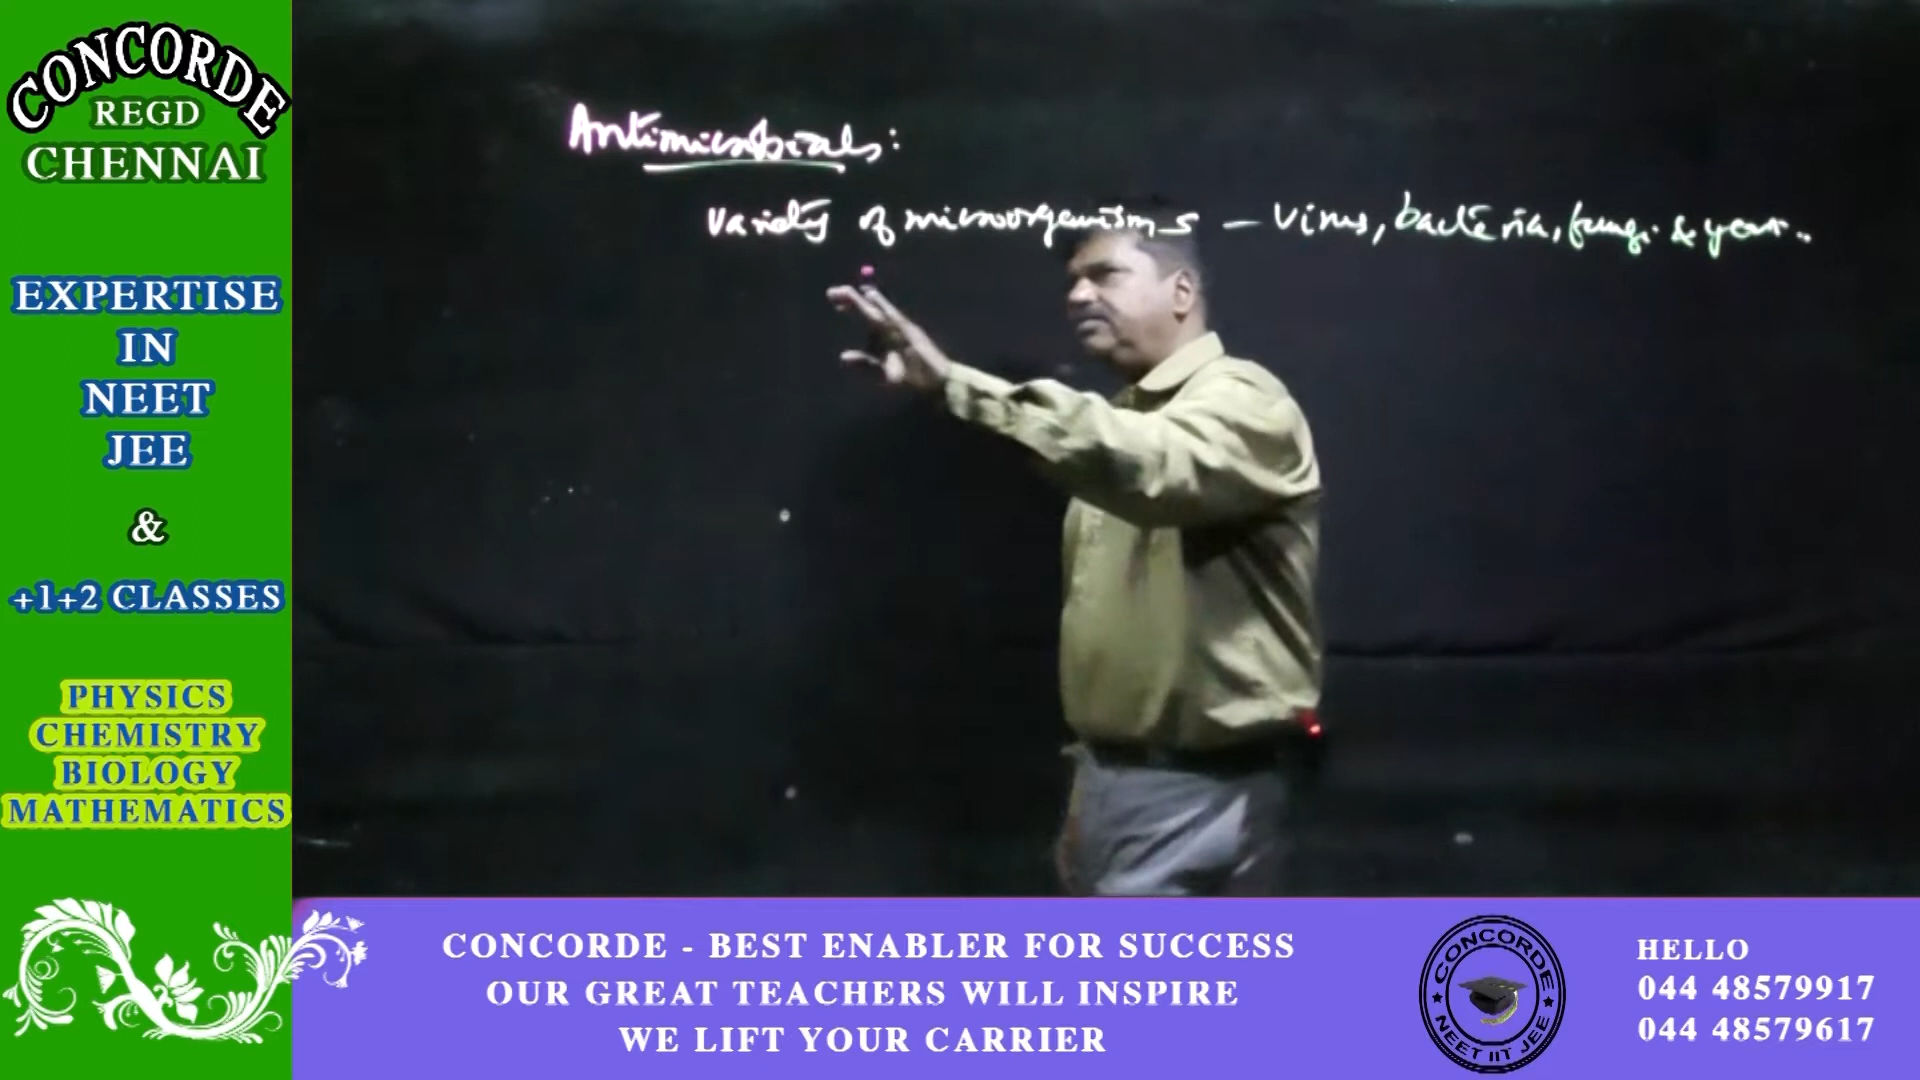 CONCORDE
REGD
CHENNAI
EXPERTISE
IN
NEET
JEE
&
+1+2 CLASSES
PHYSICS
CHEMISTRY
BIOLOGY
MATHEMATICS
Antimicrobials:
variety of microorganisms – virus, bacteria, fungi &
CONCORDE - BEST ENABLER FOR SUCCESS
OUR GREAT TEACHERS WILL INSPIRE
WE LIFT YOUR CARRIER
CONCORDE
NEET IIT JEE
HELLO
044 48579917
044 48579617